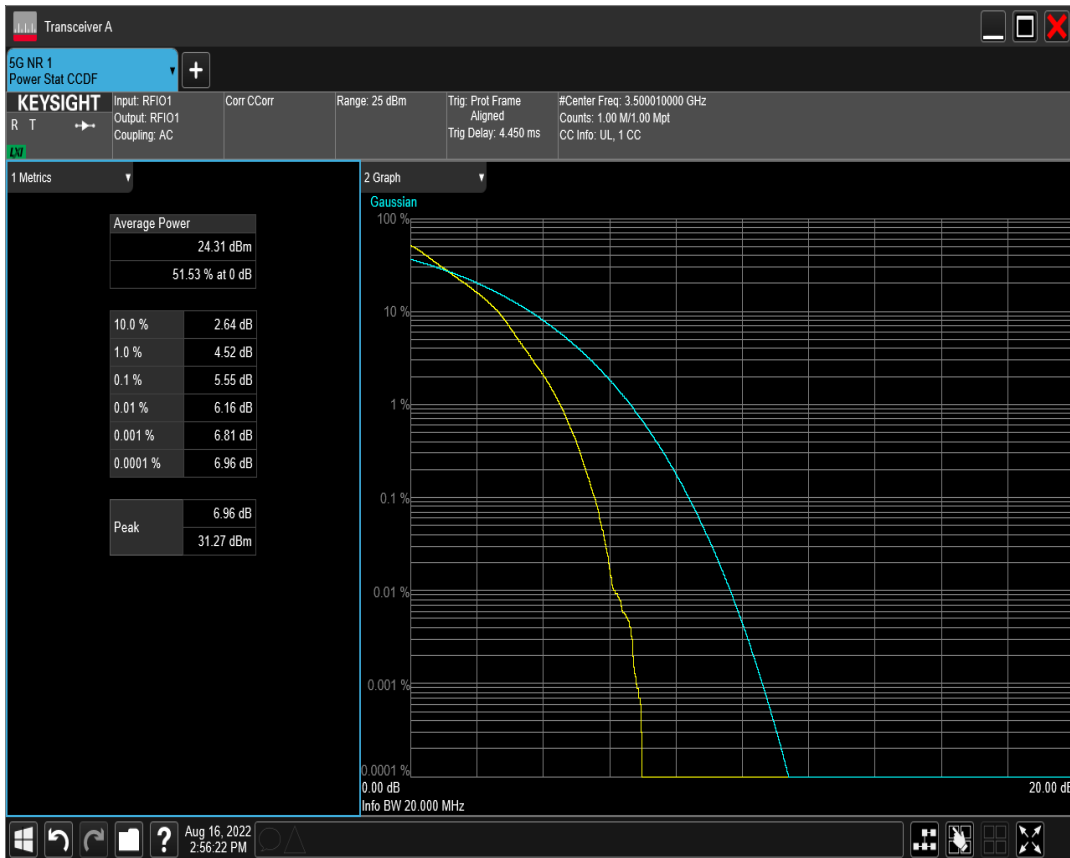 Transceiver A
5G NR 1
Power Stat CCDF
+
KEYSIGHT
R T
LXI
Input: RFIO1
Output: RFIO1
Coupling: AC
Corr CCorr
Range: 25 dBm
Trig: Prot Frame
Aligned
Trig Delay: 4.450 ms
#Center Freq: 3.500010000 GHz
Counts: 1.00 M/1.00 Mpt
CC Info: UL, 1 CC
1 Metrics
Average Power
24.31 dBm
51.53 % at 0 dB
10.0 % 2.64 dB
1.0 % 4.52 dB
0.1 % 5.55 dB
0.01 % 6.16 dB
0.001 % 6.81 dB
0.0001 % 6.96 dB
Peak
6.96 dB
31.27 dBm
2 Graph
Gaussian
100 %
10 %
1 %
0.1 %
0.01 %
0.001 %
0.0001 %
0.00 dB
20.00 dB
Info BW 20.000 MHz
?
Aug 16, 2022
2:56:22 PM